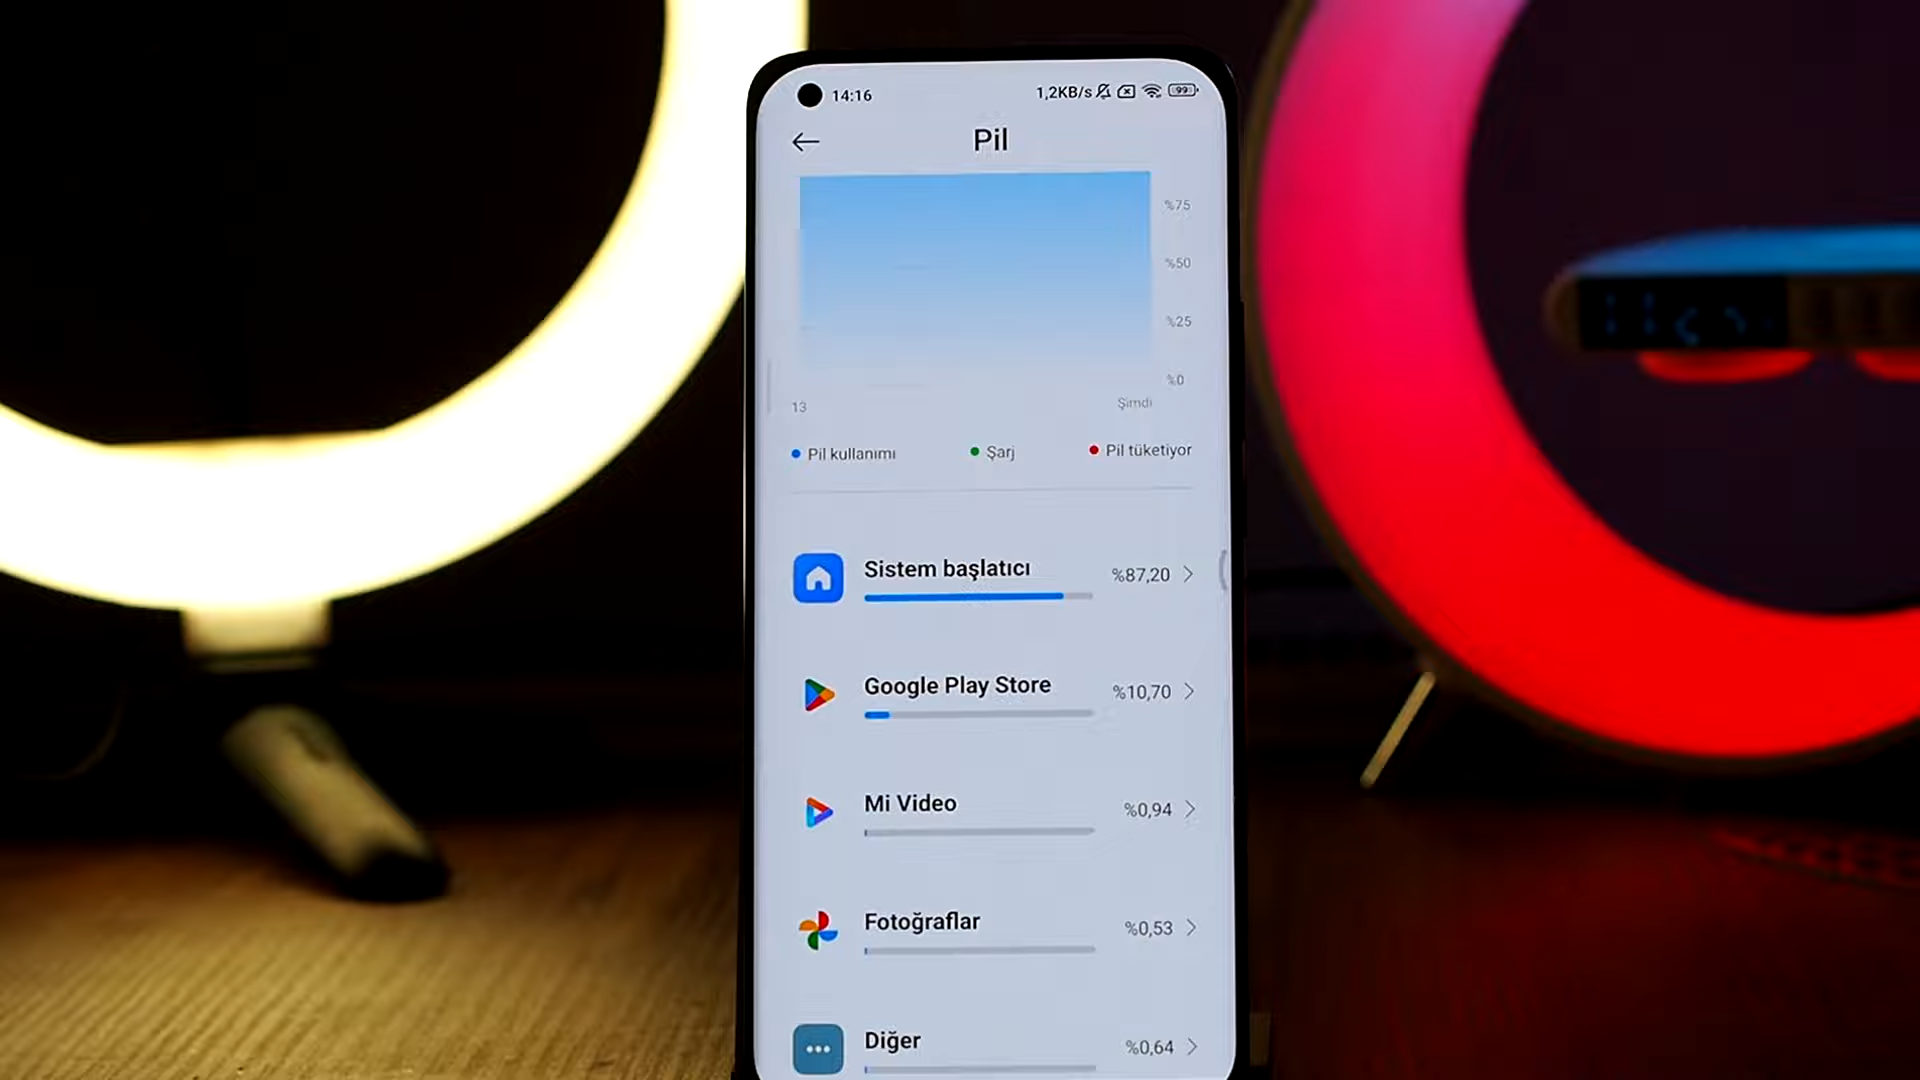 14:16
1,2KB/s 99
Pil
%75
%50
%25
%0
13
Şimdi
Pil kullanımı
Şarj
Pil tüketiyor
Sistem başlatıcı
%87,20
Google Play Store
%10,70
Mi Video
%0,94
Fotoğraflar
%0,53
Diğer
%0,64